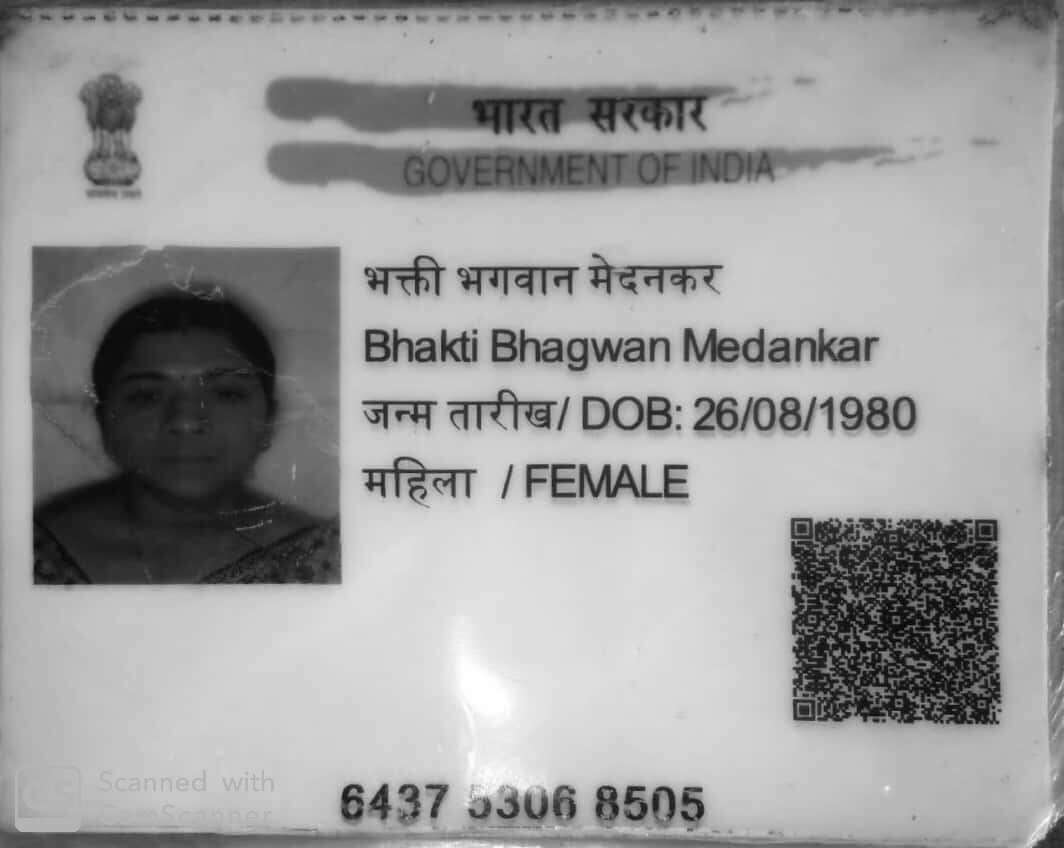 भारत सरकार
GOVERNMENT OF INDIA
भक्ती भगवान मेदनकर
Bhakti Bhagwan Medankar
जन्म तारीख/ DOB: 26/08/1980
महिला / FEMALE
6437 5306 8505
CS
Scanned with
CamScanner